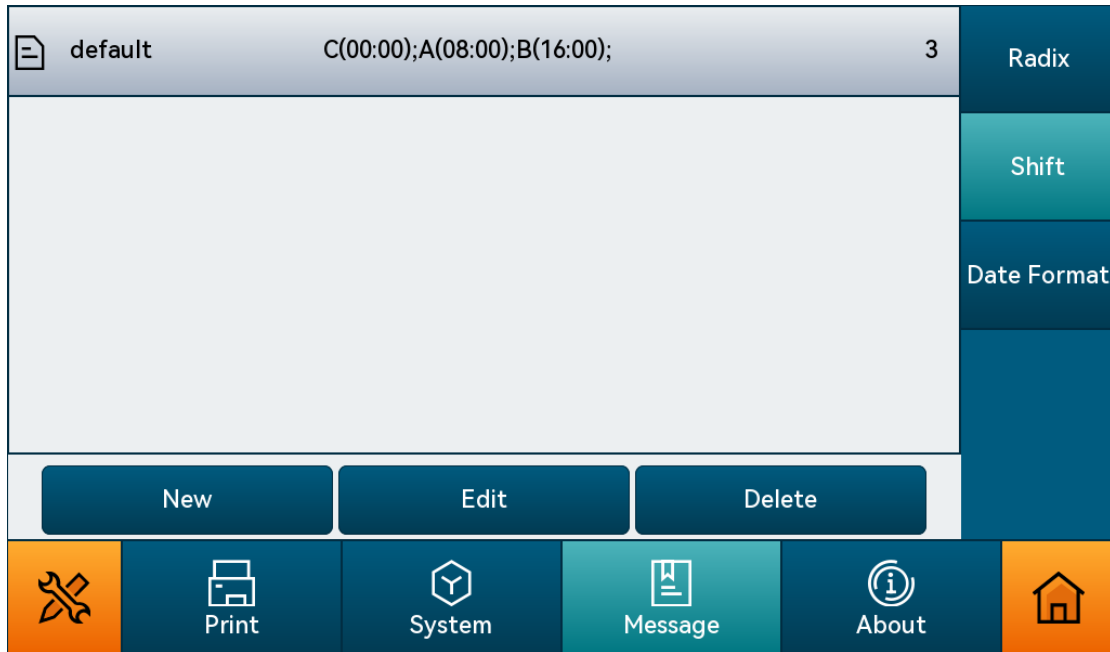 default C(00:00);A(08:00);B(16:00); 3
Radix
Shift
Date Format
New Edit Delete
Print System Message About